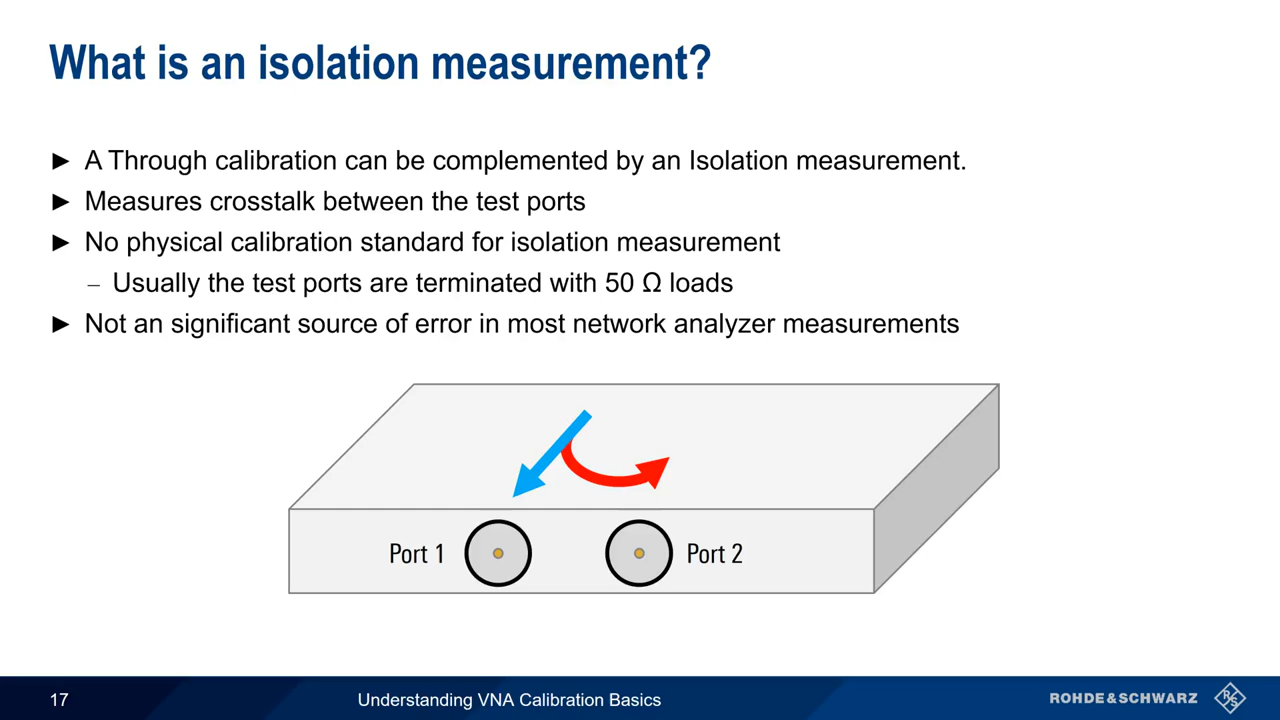 What is an isolation measurement?
► A Through calibration can be complemented by an Isolation measurement.
► Measures crosstalk between the test ports
► No physical calibration standard for isolation measurement
– Usually the test ports are terminated with 50 Ω loads
► Not an significant source of error in most network analyzer measurements
Port 1
Port 2
17
Understanding VNA Calibration Basics
ROHDE & SCHWARZ
R S